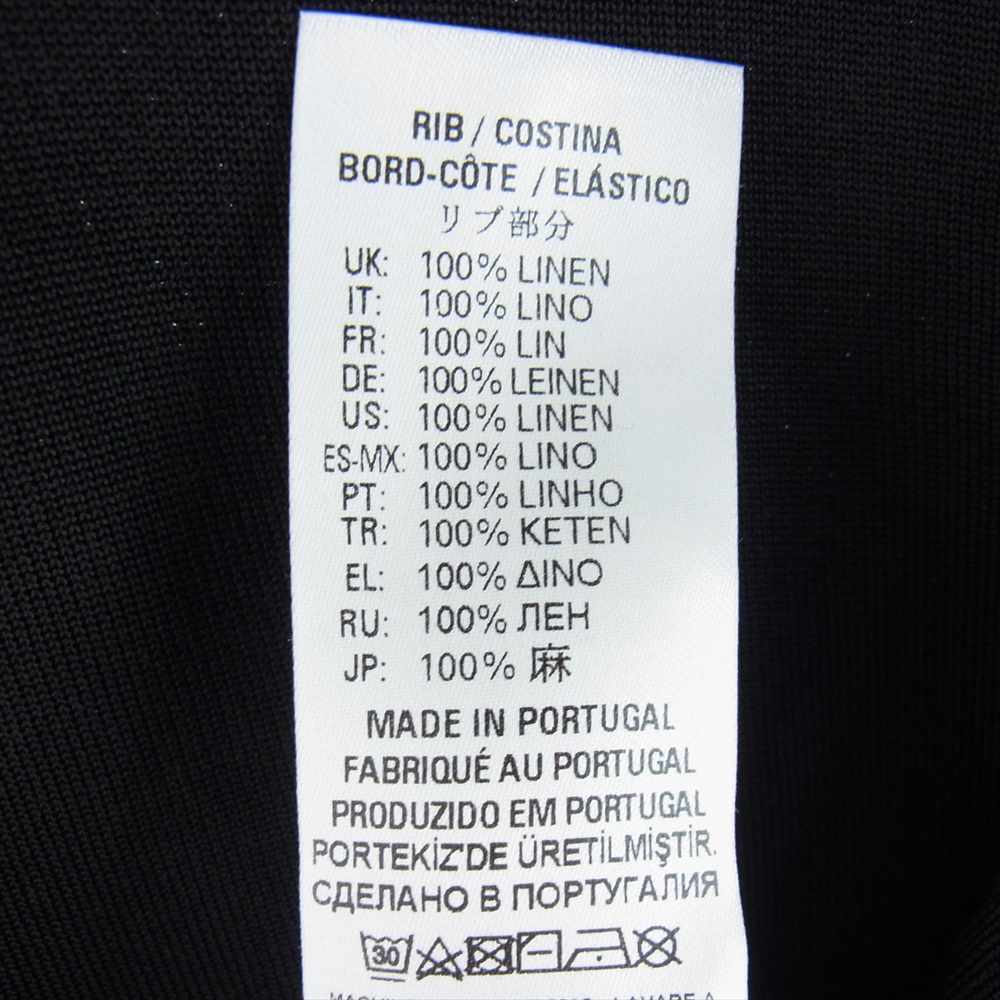 RIB / COSTINA
BORD-CÔTE / ELÁSTICO
リブ部分
UK: 100% LINEN
IT: 100% LINO
FR: 100% LIN
DE: 100% LEINEN
US: 100% LINEN
ES-MX: 100% LINO
PT: 100% LINHO
TR: 100% KETEN
EL: 100% ΔΙΝΟ
RU: 100% ЛЕН
JP: 100% 麻
MADE IN PORTUGAL
FABRIQUÉ AU PORTUGAL
PRODUZIDO EM PORTUGAL
PORTEKİZ'DE ÜRETİLMİŞTİR.
СДЕЛАНО В ПОРТУГАЛИЯ
30
LAVARE A